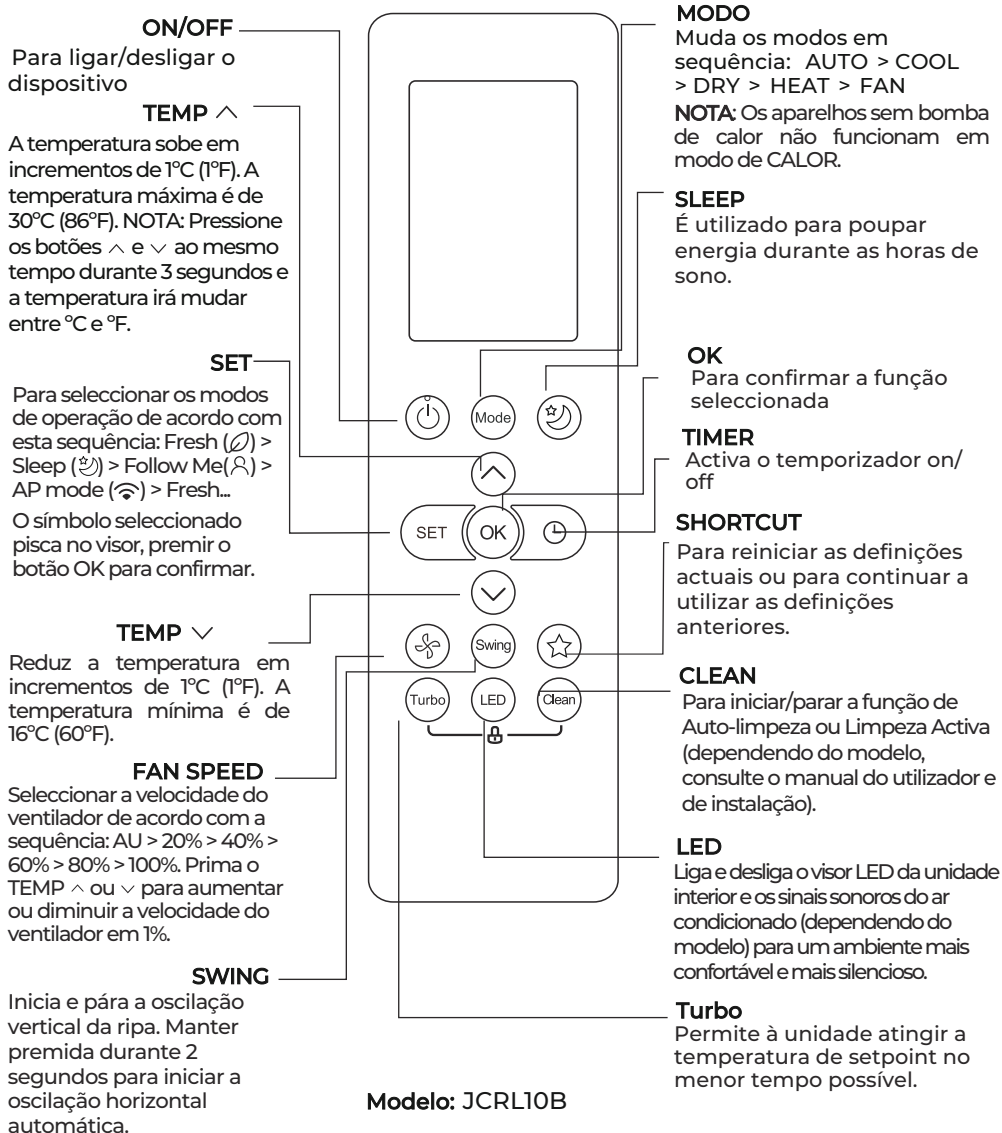 ON/OFF
Para ligar/desligar o
dispositivo
TEMP ︿
A temperatura sobe em
incrementos de 1ºC (1ºF). A
temperatura máxima é de
30ºC (86ºF). NOTA: Pressione
os botões ︿ e ﹀ ao mesmo
tempo durante 3 segundos e
a temperatura irá mudar
entre ºC e ºF.
SET
Para seleccionar os modos
de operação de acordo com
esta sequência: Fresh () >
Sleep () > Follow Me() >
AP mode () > Fresh...
O símbolo seleccionado
pisca no visor, premir o
botão OK para confirmar.
TEMP ﹀
Reduz a temperatura em
incrementos de 1ºC (1ºF). A
temperatura mínima é de
16ºC (60ºF).
FAN SPEED
Seleccionar a velocidade do
ventilador de acordo com a
sequência: AU > 20% > 40% >
60% > 80% > 100%. Prima o
TEMP ︿ ou ﹀ para aumentar
ou diminuir a velocidade do
ventilador em 1%.
SWING
Inicia e pára a oscilação
vertical da ripa. Manter
premida durante 2
segundos para iniciar a
oscilação horizontal
automática.
Mode
SET
OK
Swing
Turbo
LED
Clean
Modelo: JCRL10B
MODO
Muda os modos em
sequência: AUTO > COOL
> DRY > HEAT > FAN
NOTA: Os aparelhos sem bomba
de calor não funcionam em
modo de CALOR.
SLEEP
É utilizado para poupar
energia durante as horas de
sono.
OK
Para confirmar a função
seleccionada
TIMER
Activa o temporizador on/
off
SHORTCUT
Para reiniciar as definições
actuais ou para continuar a
utilizar as definições
anteriores.
CLEAN
Para iniciar/parar a função de
Auto-limpeza ou Limpeza Activa
(dependendo do modelo,
consulte o manual do utilizador e
de instalação).
LED
Liga e desliga o visor LED da unidade
interior e os sinais sonoros do ar
condicionado (dependendo do
modelo) para um ambiente mais
confortável e mais silencioso.
Turbo
Permite à unidade atingir a
temperatura de setpoint no
menor tempo possível.